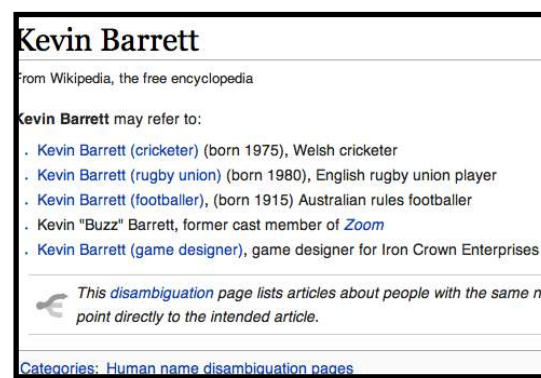 Kevin Barrett
From Wikipedia, the free encyclopedia
Kevin Barrett may refer to:
Kevin Barrett (cricketer) (born 1975), Welsh cricketer
Kevin Barrett (rugby union) (born 1980), English rugby union player
Kevin Barrett (footballer), (born 1915) Australian rules footballer
Kevin "Buzz" Barrett, former cast member of Zoom
Kevin Barrett (game designer), game designer for Iron Crown Enterprises
This disambiguation page lists articles about people with the same n
point directly to the intended article.
Categories: Human name disambiguation pages